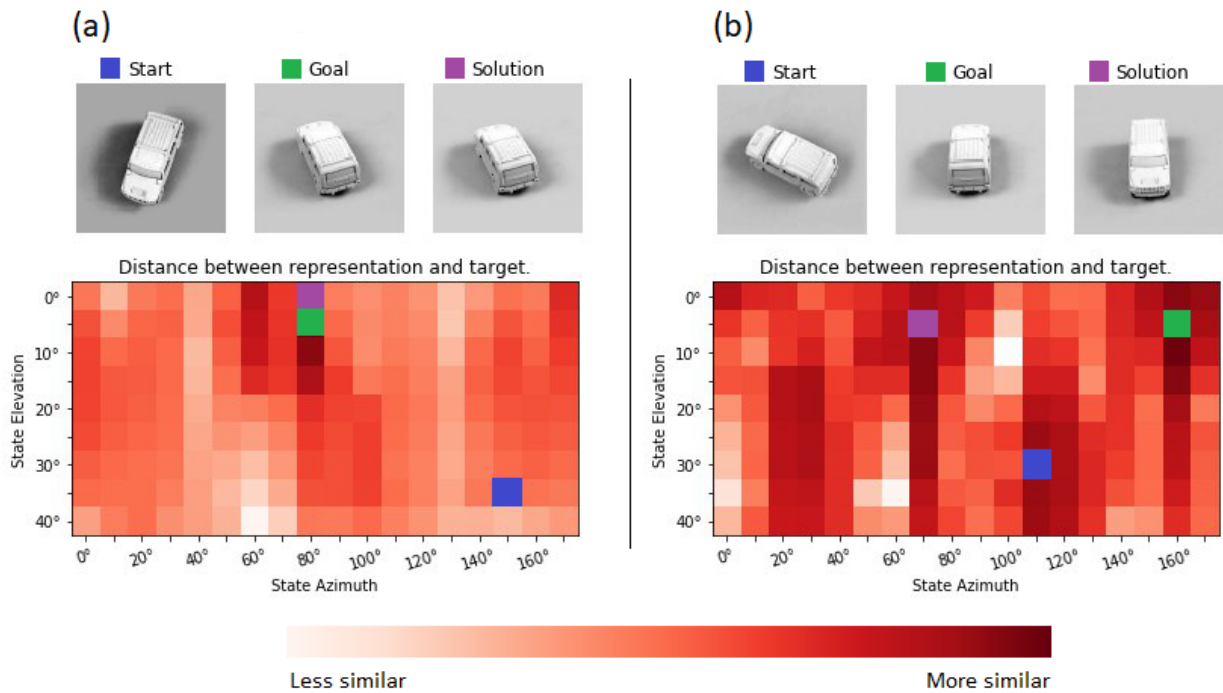 (a)
Start
Goal
Solution
Distance between representation and target.
State Elevation
0°
10°
20°
30°
40°
0°
20°
40°
60°
80°
100°
120°
140°
160°
State Azimuth
(b)
Start
Goal
Solution
Distance between representation and target.
State Elevation
0°
10°
20°
30°
40°
0°
20°
40°
60°
80°
100°
120°
140°
160°
State Azimuth
Less similar
More similar